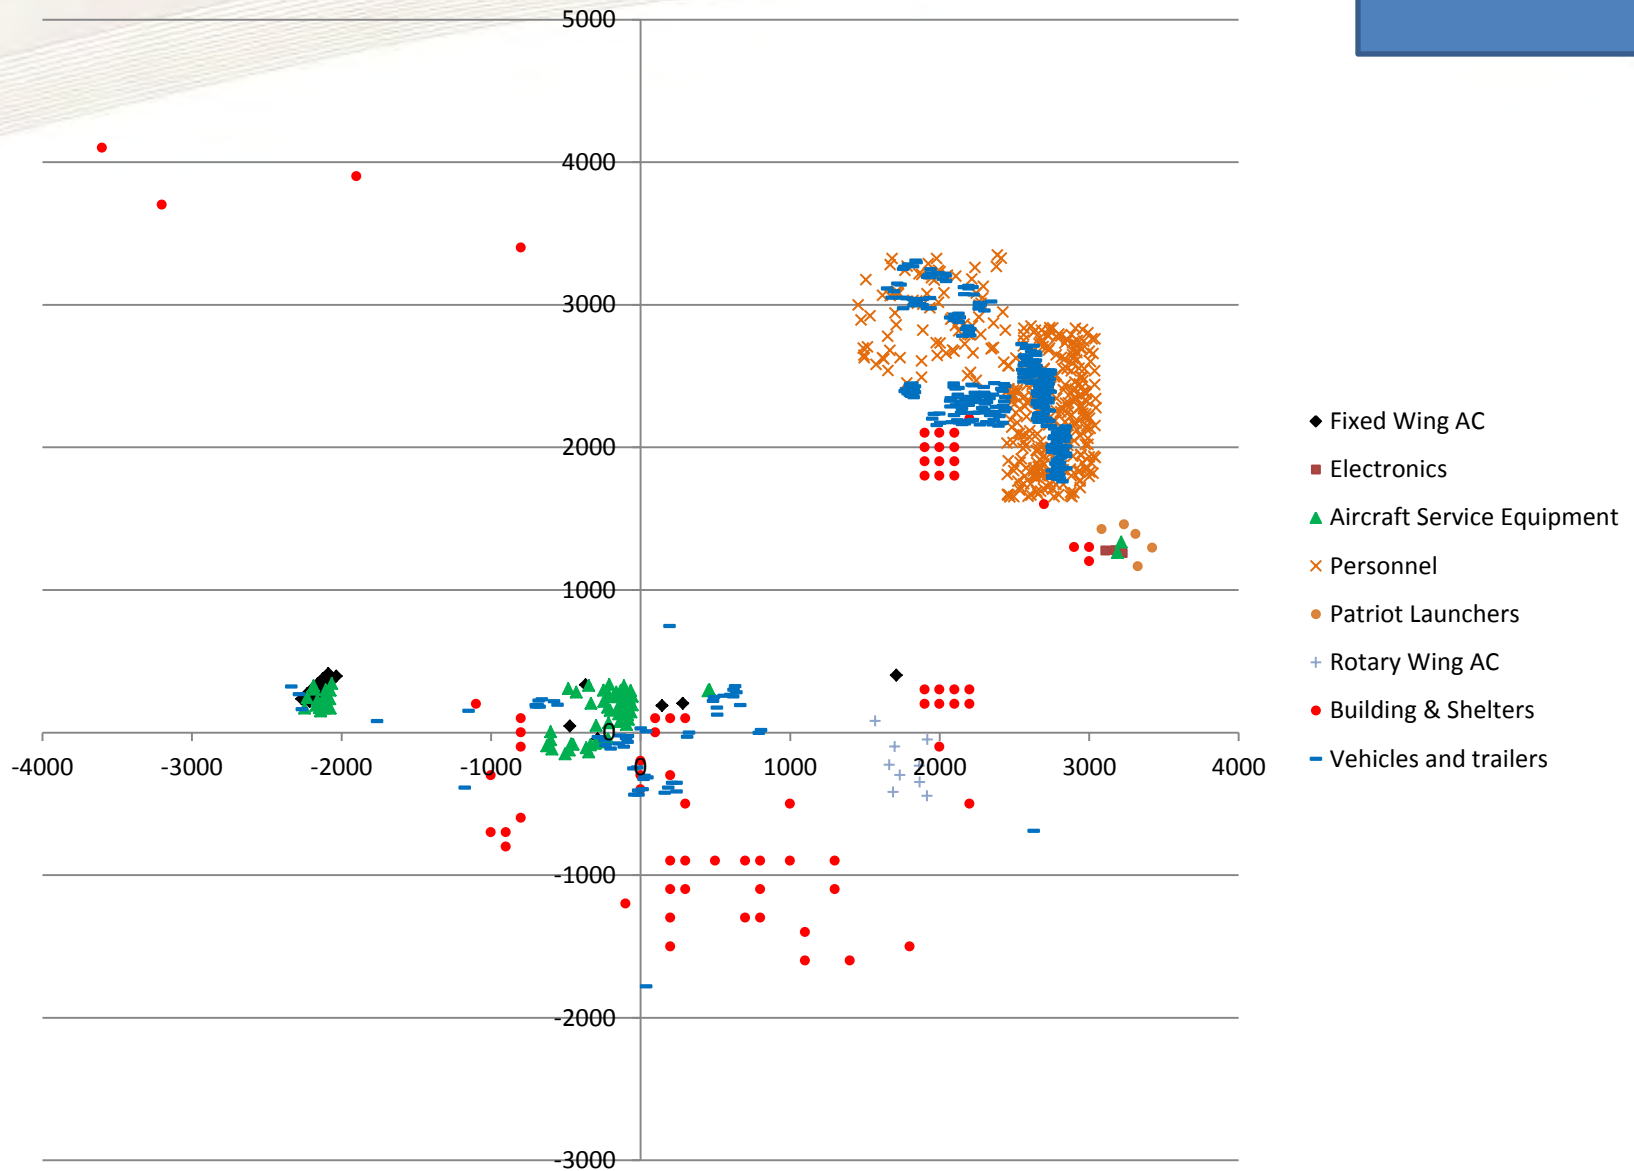 5000
4000
3000
2000
1000
0
-4000 -3000 -2000 -1000 0 1000 2000 3000 4000
-1000
-2000
-3000
Fixed Wing AC
Electronics
Aircraft Service Equipment
Personnel
Patriot Launchers
Rotary Wing AC
Building & Shelters
Vehicles and trailers